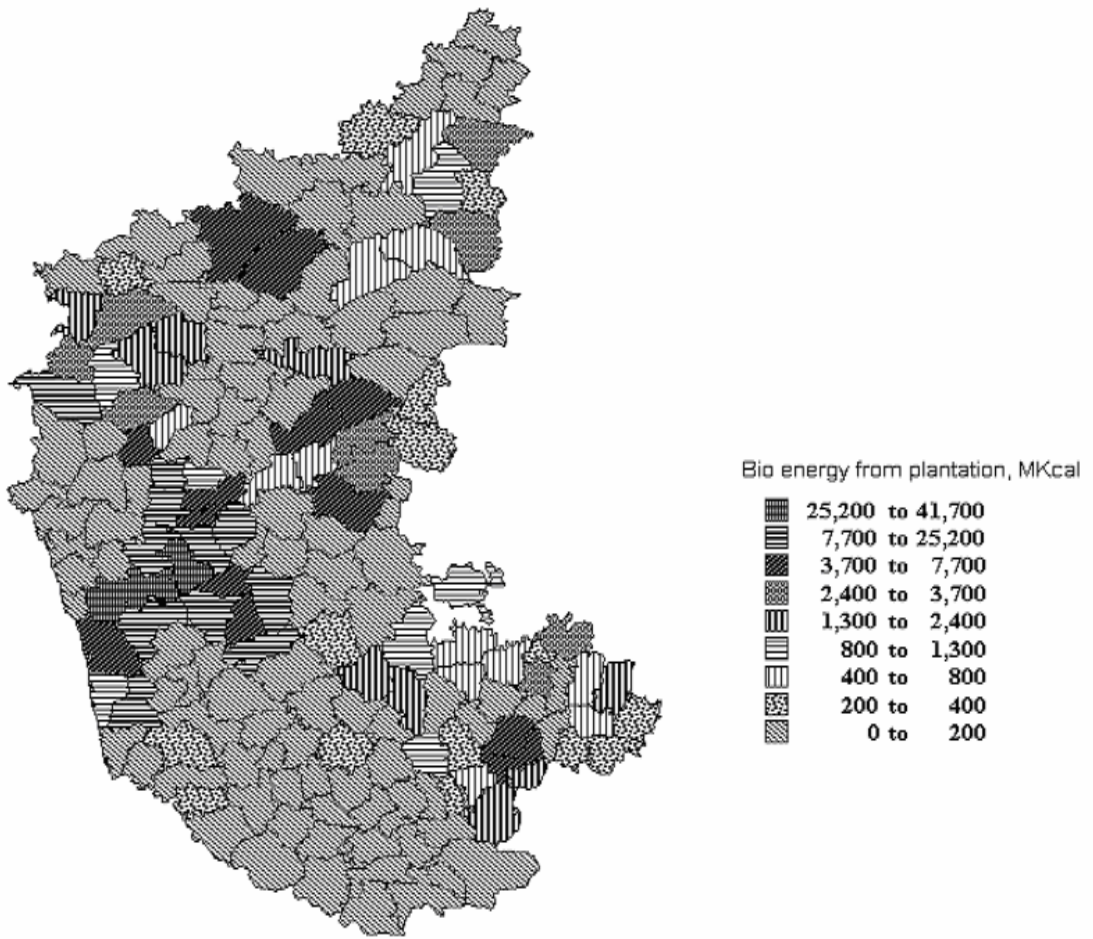 Bio energy from plantation, MKcal
25,200 to 41,700
7,700 to 25,200
3,700 to 7,700
2,400 to 3,700
1,300 to 2,400
800 to 1,300
400 to 800
200 to 400
0 to 200